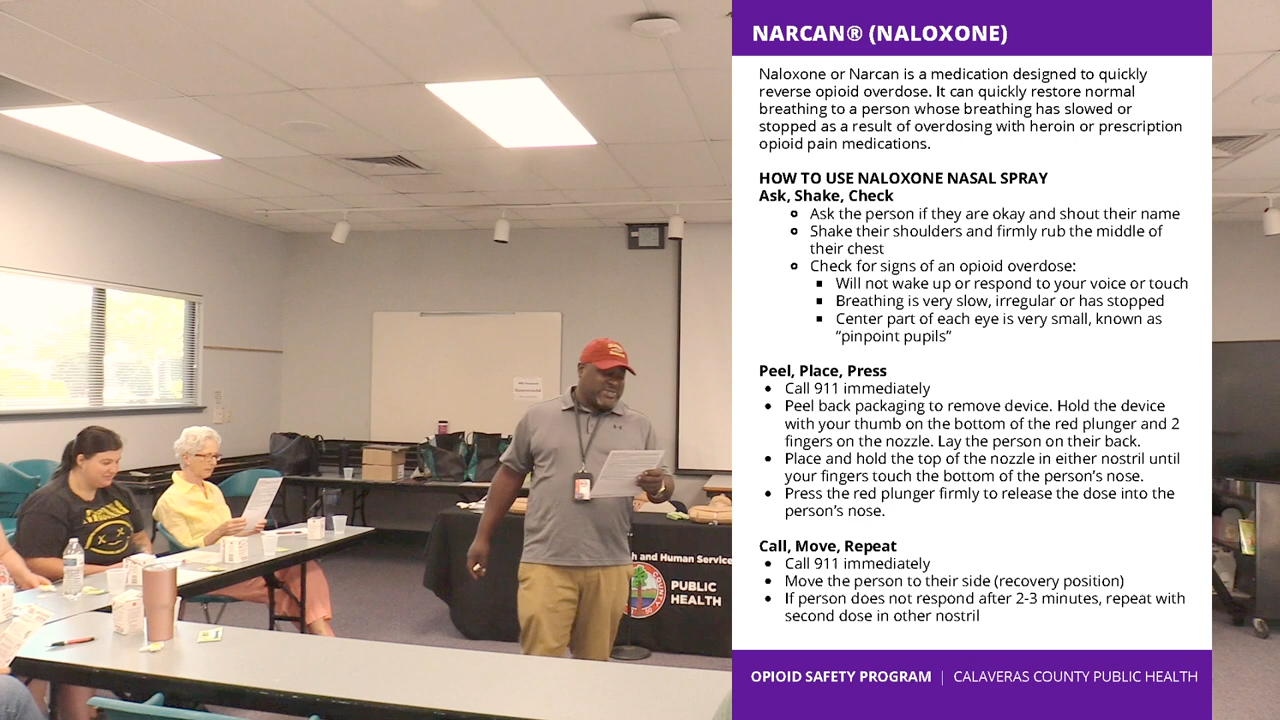 NARCAN® (NALOXONE)
Naloxone or Narcan is a medication designed to quickly
reverse opioid overdose. It can quickly restore normal
breathing to a person whose breathing has slowed or
stopped as a result of overdosing with heroin or prescription
opioid pain medications.
HOW TO USE NALOXONE NASAL SPRAY
Ask, Shake, Check
Ask the person if they are okay and shout their name
Shake their shoulders and firmly rub the middle of
their chest
Check for signs of an opioid overdose:
Will not wake up or respond to your voice or touch
Breathing is very slow, irregular or has stopped
Center part of each eye is very small, known as
“pinpoint pupils”
Peel, Place, Press
Call 911 immediately
Peel back packaging to remove device. Hold the device
with your thumb on the bottom of the red plunger and 2
fingers on the nozzle. Lay the person on their back.
Place and hold the top of the nozzle in either nostril until
your fingers touch the bottom of the person’s nose.
Press the red plunger firmly to release the dose into the
person’s nose.
Call, Move, Repeat
Call 911 immediately
Move the person to their side (recovery position)
If person does not respond after 2-3 minutes, repeat with
second dose in other nostril
OPIOID SAFETY PROGRAM | CALAVERAS COUNTY PUBLIC HEALTH
h and Human Service
PUBLIC
HEALTH